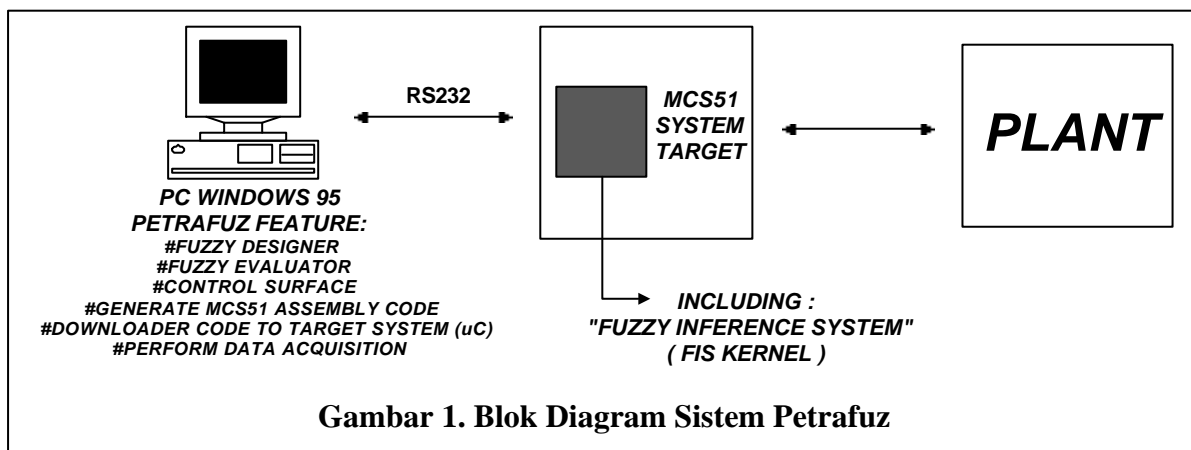 RS232
MCS51
SYSTEM
TARGET
PLANT
PC WINDOWS 95
PETRAFUZ FEATURE:
#FUZZY DESIGNER
#FUZZY EVALUATOR
#CONTROL SURFACE
#GENERATE MCS51 ASSEMBLY CODE
#DOWNLOADER CODE TO TARGET SYSTEM (uC)
#PERFORM DATA ACQUISITION
INCLUDING :
"FUZZY INFERENCE SYSTEM"
( FIS KERNEL )
Gambar 1. Blok Diagram Sistem Petrafuz